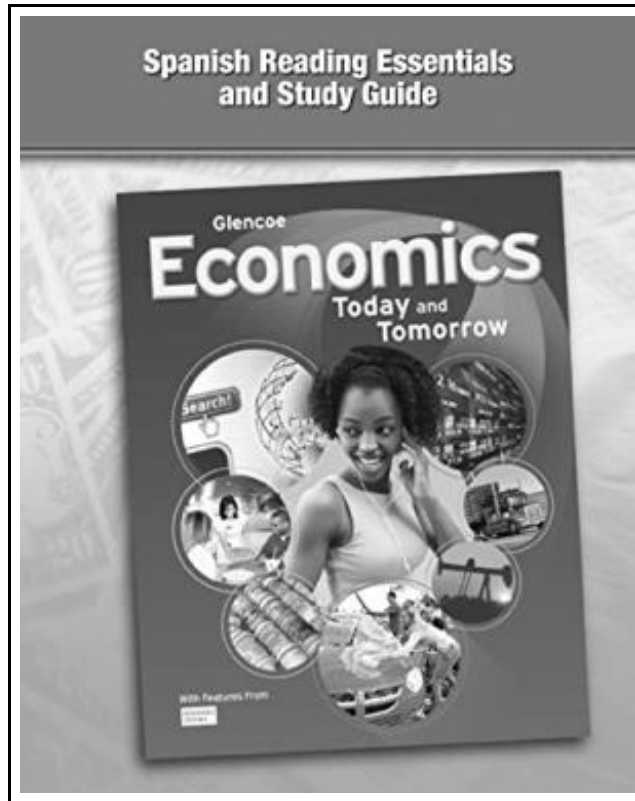 Spanish Reading Essentials
and Study Guide
Glencoe
Economics
Today and
Tomorrow
Search!
With Features From